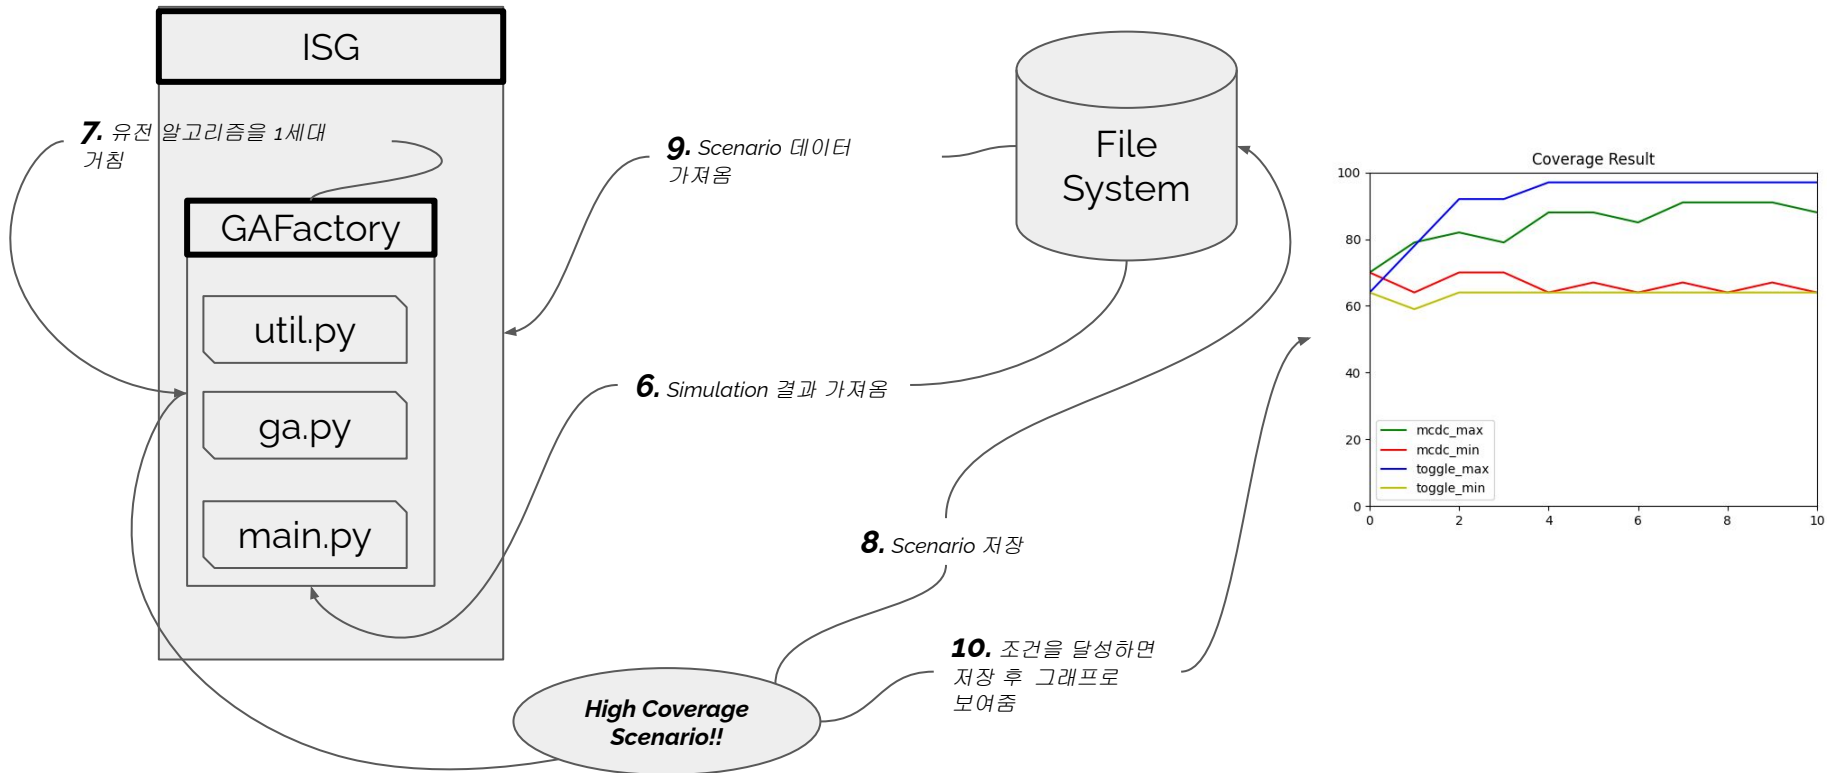 ISG
7. 유전 알고리즘을 1세대
거침
GAFactory
util.py
ga.py
main.py
9. Scenario 데이터
가져옴
File
System
6. Simulation 결과 가져옴
8. Scenario 저장
10. 조건을 달성하면
저장 후 그래프로
보여줌
High Coverage
Scenario!!
Coverage Result
100
80
60
40
20
0
mcdc_max
mcdc_min
toggle_max
toggle_min
0 2 4 6 8 10